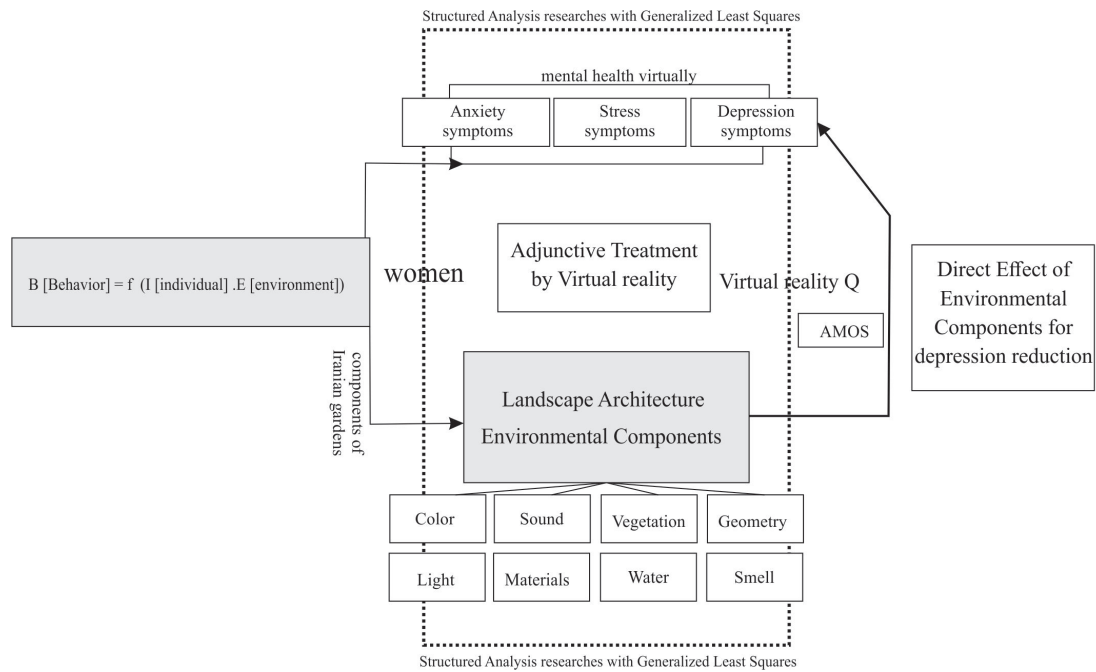 Structured Analysis researches with Generalized Least Squares
mental health virtually
Anxiety
symptoms
Stress
symptoms
Depression
symptoms
B [Behavior] = f (I [individual] .E [environment])
women
Adjunctive Treatment
by Virtual reality
Virtual reality Q
AMOS
Direct Effect of
Environmental
Components for
depression reduction
components of
Iranian gardens
Landscape Architecture
Environmental Components
Color
Sound
Vegetation
Geometry
Light
Materials
Water
Smell
Structured Analysis researches with Generalized Least Squares